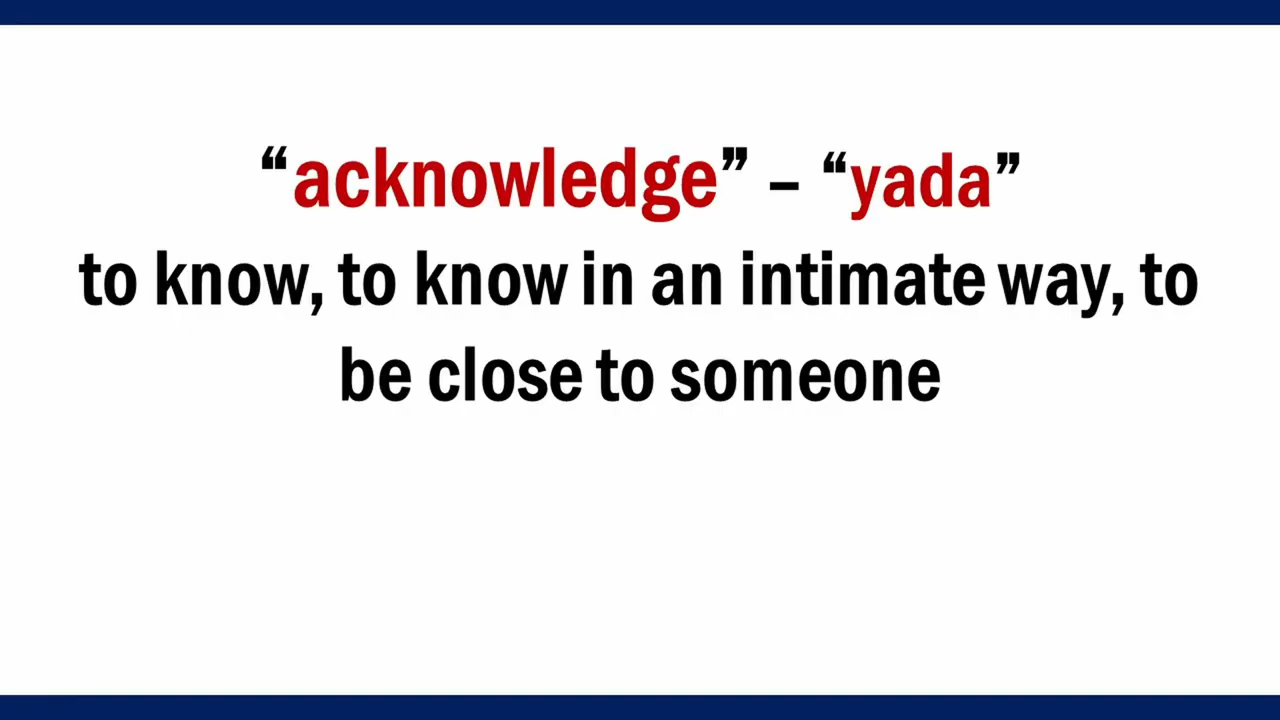 “acknowledge” – “yada”
to know, to know in an intimate way, to
be close to someone